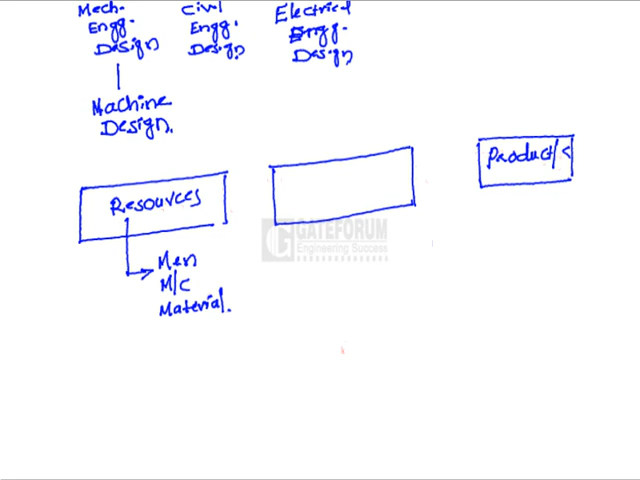 Mech. Civil Electrical
Engg. Engg. Engg.
Design Design Design
Machine
Design.
Resources
Product/
GATEFORUM
Engineering Success
Men
M/C
Material.